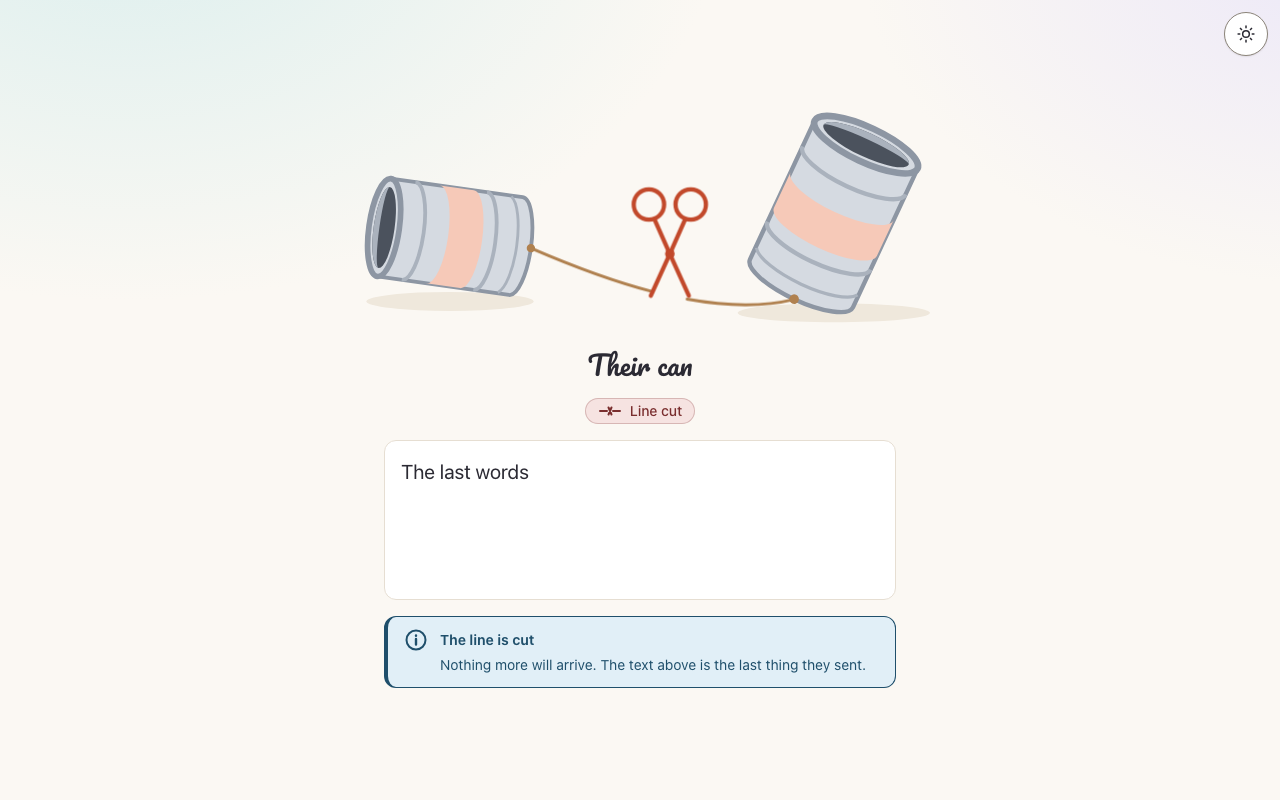 Their can
Line cut
The last words
The line is cut
Nothing more will arrive. The text above is the last thing they sent.